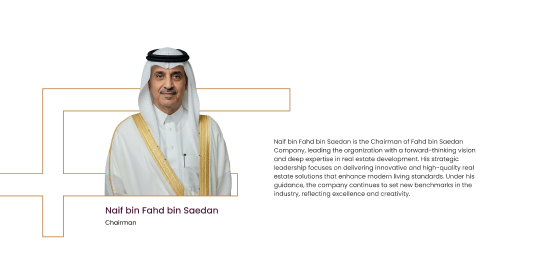 Naif bin Fahd bin Saedan is the Chairman of Fahd bin Saedan
Company, leading the organization with a forward-thinking vision
and deep expertise in real estate development. His strategic
leadership focuses on delivering innovative and high-quality real
estate solutions that enhance modern living standards. Under his
guidance, the company continues to set new benchmarks in the
industry, reflecting excellence and creativity.
Naif bin Fahd bin Saedan
Chairman